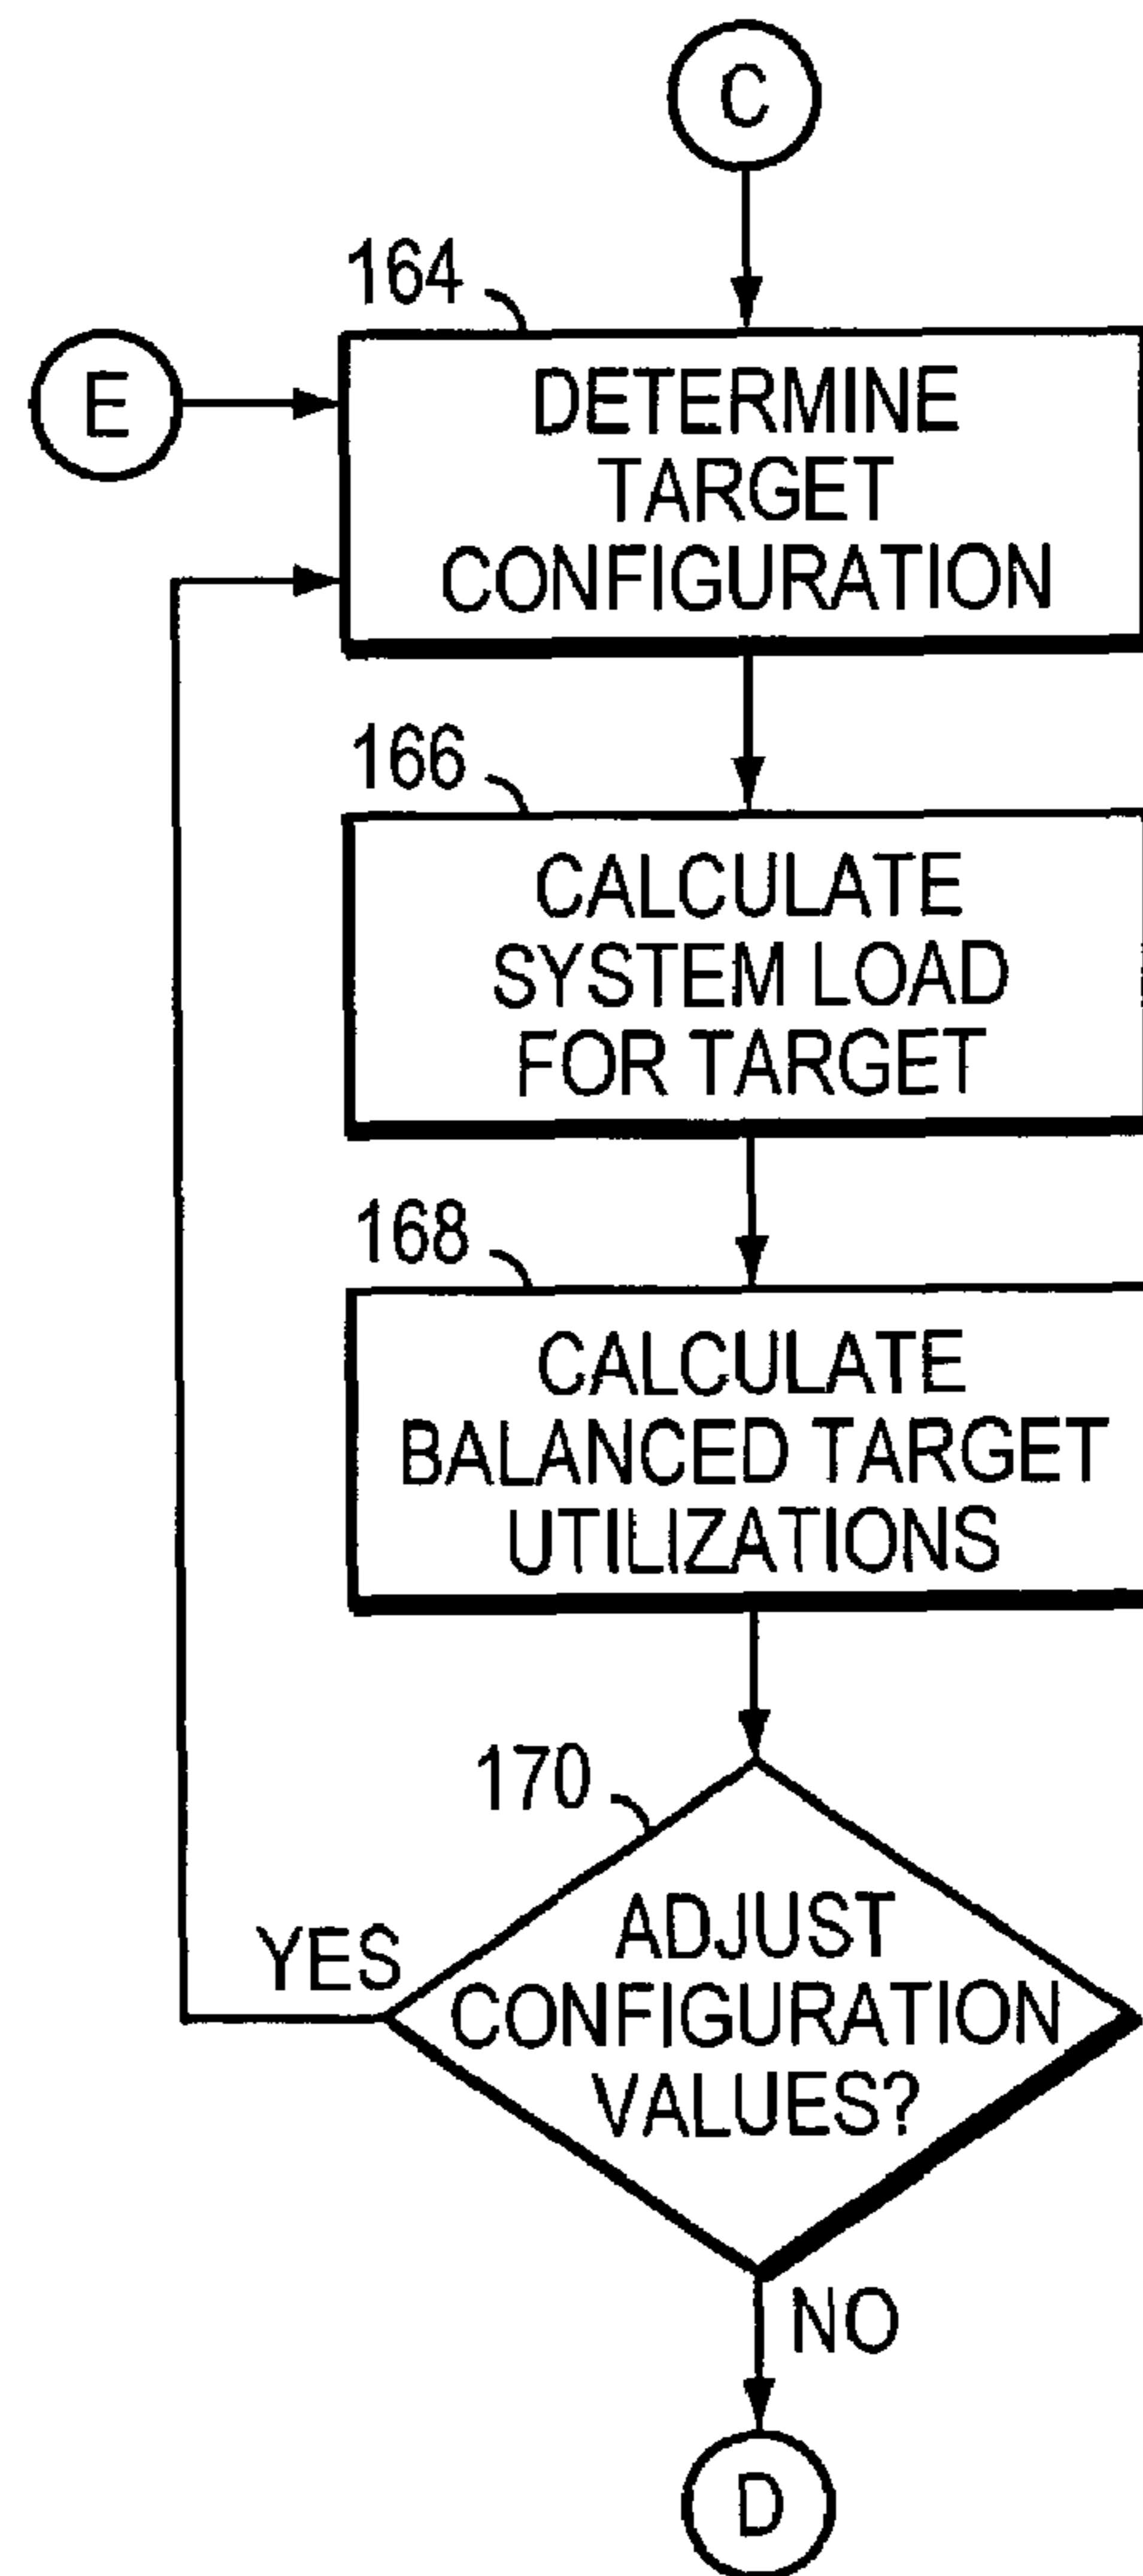 C
164
E
DETERMINE
TARGET
CONFIGURATION
166
CALCULATE
SYSTEM LOAD
FOR TARGET
168
CALCULATE
BALANCED TARGET
UTILIZATIONS
170
ADJUST
YES
CONFIGURATION
VALUES?
NO
D